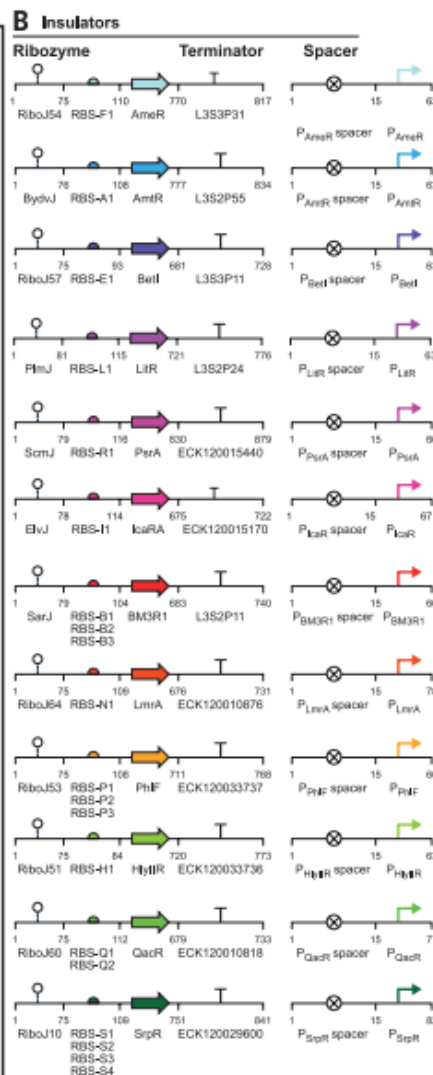 B Insulators
Ribozyme Terminator Spacer
1 75 110 770 817 1 15
RiboJ54 RBS-F1 AmeR L3S3P31
PAmeR spacer PAmeR
1 76 108 777 834 1 15
BydvJ RBS-A1 AmtR L3S2P55 PAmtR spacer PAmtR
1 75 93 681 728 1 15
RiboJ57 RBS-E1 BetI L3S3P11 PBetI spacer PBetI
1 81 115 721 776 1 15
PlmJ RBS-L1 LitR L3S2P24 PLitR spacer PLitR
1 79 116 830 879 1 15
ScmJ RBS-R1 PsrA ECK120015440 PPsrA spacer PPsrA
1 78 114 675 722 1 15 67
ElvJ RBS-I1 IcaRA ECK120015170 PIcaR spacer PIcaR
1 79 104 683 740 1 15
SarJ RBS-B1 BM3R1 L3S2P11 PBM3R1 spacer PBM3R1
RBS-B2
RBS-B3
1 75 109 676 731 1 15
RiboJ64 RBS-N1 LmrA ECK120010876 PLmrA spacer PLmrA
1 75 108 711 768 1 15
RiboJ53 RBS-P1 PhlF ECK120033737 PPhlF spacer PPhlF
RBS-P2
RBS-P3
1 75 84 720 773 1 15
RiboJ51 RBS-H1 HlyIIR ECK120033736 PHlyIIR spacer PHlyIIR
1 75 112 679 733 1 15
RiboJ60 RBS-Q1 QacR ECK120010818 PQacR spacer PQacR
RBS-Q2
1 75 751 841 1 15
RiboJ10 RBS-S1 SrpR ECK120029600 PSrpR spacer PSrpR
RBS-S2
RBS-S3
RBS-S4